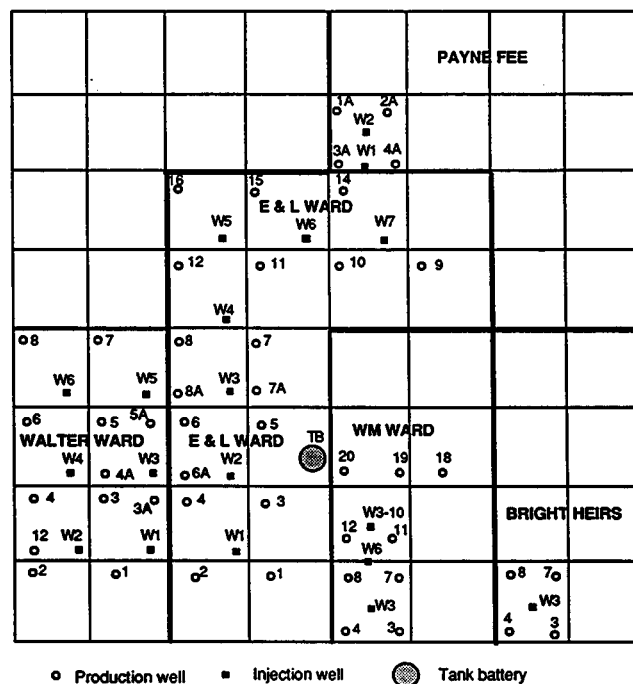 PAYNE FEE
1A 2A
W2
3A W1 4A
16 15 14
E & L WARD
W5 W6 W7
12 11 10 9
W4
8 7 8 7
W6 W5 8A W3 7A
6 5 5A 6 5 TB
WALTER WARD E & L WARD WM WARD
W4 4A W3 6A W2 20 19 18
4 3 3A 4 3 W3-10 BRIGHT HEIRS
12 11
12 W2 W1 W1 W6
2 1 2 1 8 7 8 7
W3 W3
4 3 4 3
Production well Injection well Tank battery